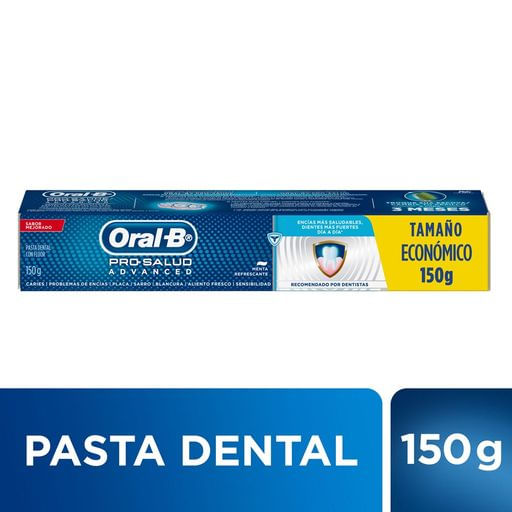 Oral-B
3 MESES
SABOR
MEJORADO
PASTA DENTAL
CON FLÚOR
150g
Oral-B®
PRO-SALUD
ADVANCED
MENTA
REFRESCANTE
ENCÍAS MÁS SALUDABLES,
DIENTES MÁS FUERTES
DÍA A DÍA*
RECOMENDADO POR DENTISTAS
TAMAÑO
ECONÓMICO
150g
CARIES | PROBLEMAS DE ENCÍAS | PLACA | SARRO | BLANCURA | ALIENTO FRESCO | SENSIBILIDAD
PASTA DENTAL
150 g